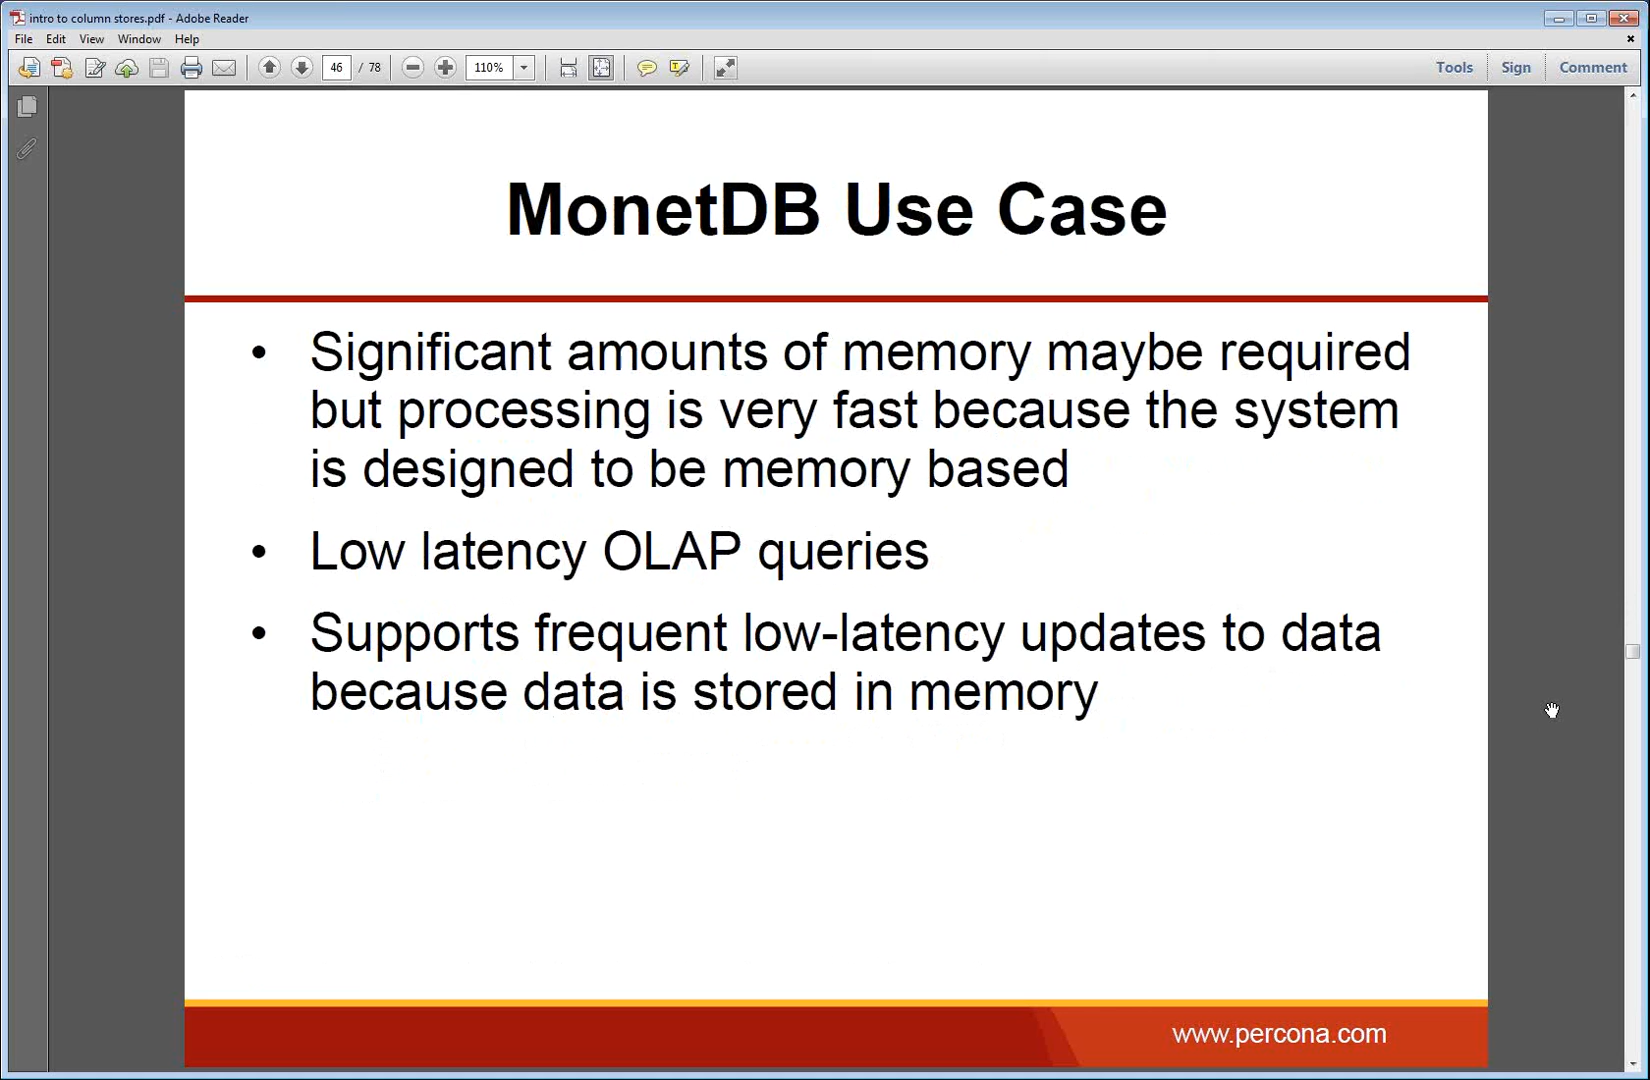 intro to column stores.pdf - Adobe Reader
File Edit View Window Help
46 / 78 110% Tools Sign Comment
MonetDB Use Case
• Significant amounts of memory maybe required
but processing is very fast because the system
is designed to be memory based
• Low latency OLAP queries
• Supports frequent low-latency updates to data
because data is stored in memory
www.percona.com